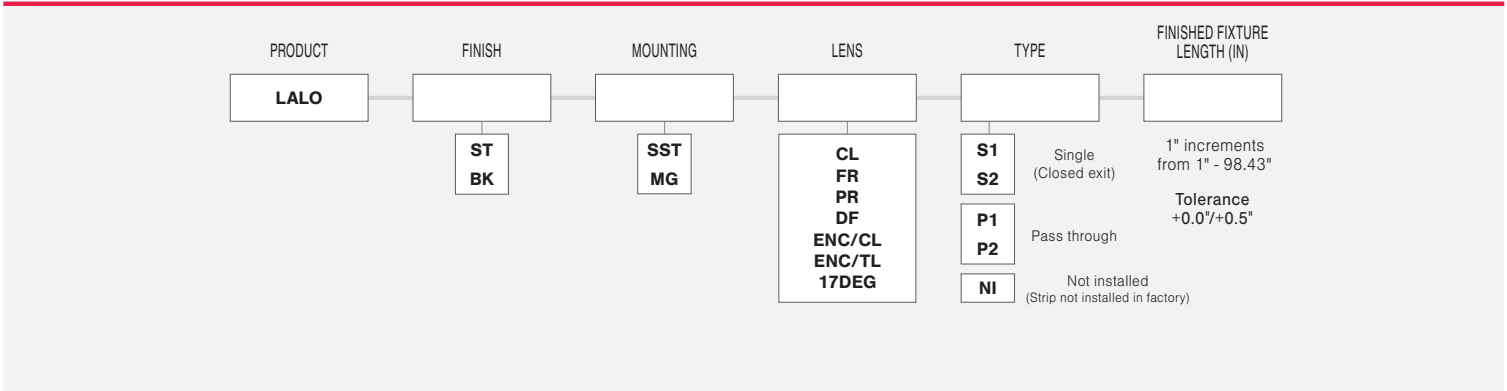 PRODUCT
FINISH
MOUNTING
LENS
TYPE
FINISHED FIXTURE
LENGTH (IN)
LALO
ST
BK
SST
MG
CL
FR
PR
DF
ENC/CL
ENC/TL
17DEG
S1
S2
Single
(Closed exit)
P1
P2
Pass through
NI
Not installed
(Strip not installed in factory)
1" increments
from 1" - 98.43"
Tolerance
+0.0"/+0.5"